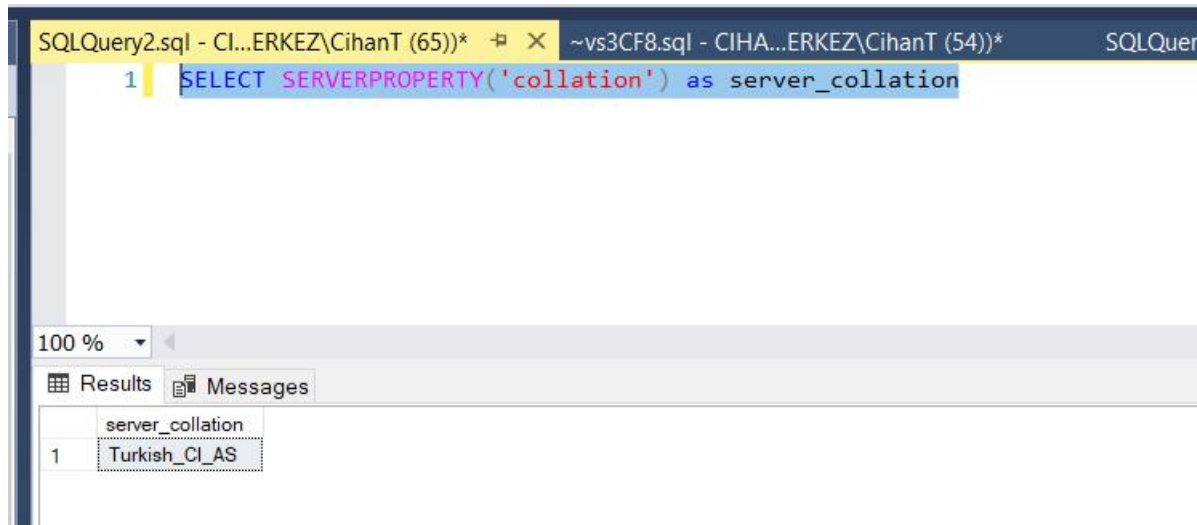 SQLQuery2.sql - CI...ERKEZ\CihanT (65))* ~vs3CF8.sql - CIHA...ERKEZ\CihanT (54))* SQLQuer
1 SELECT SERVERPROPERTY('collation') as server_collation
100 %
Results Messages
server_collation
1 Turkish_CI_AS